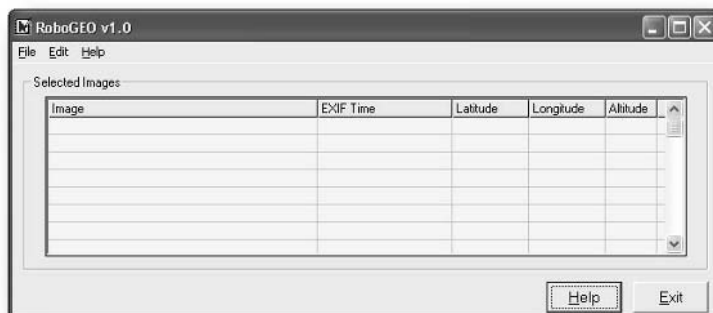 RoboGEO v1.0
File Edit Help
Selected Images
Image EXIF Time Latitude Longitude Altitude
Help Exit